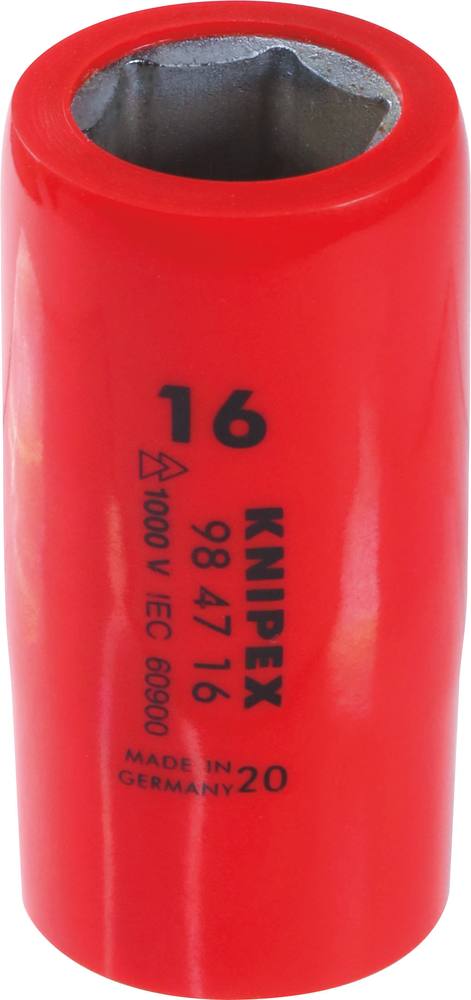 16
KNIPEX
98 47 16
1000 V IEC 60900
MADE IN
GERMANY 20